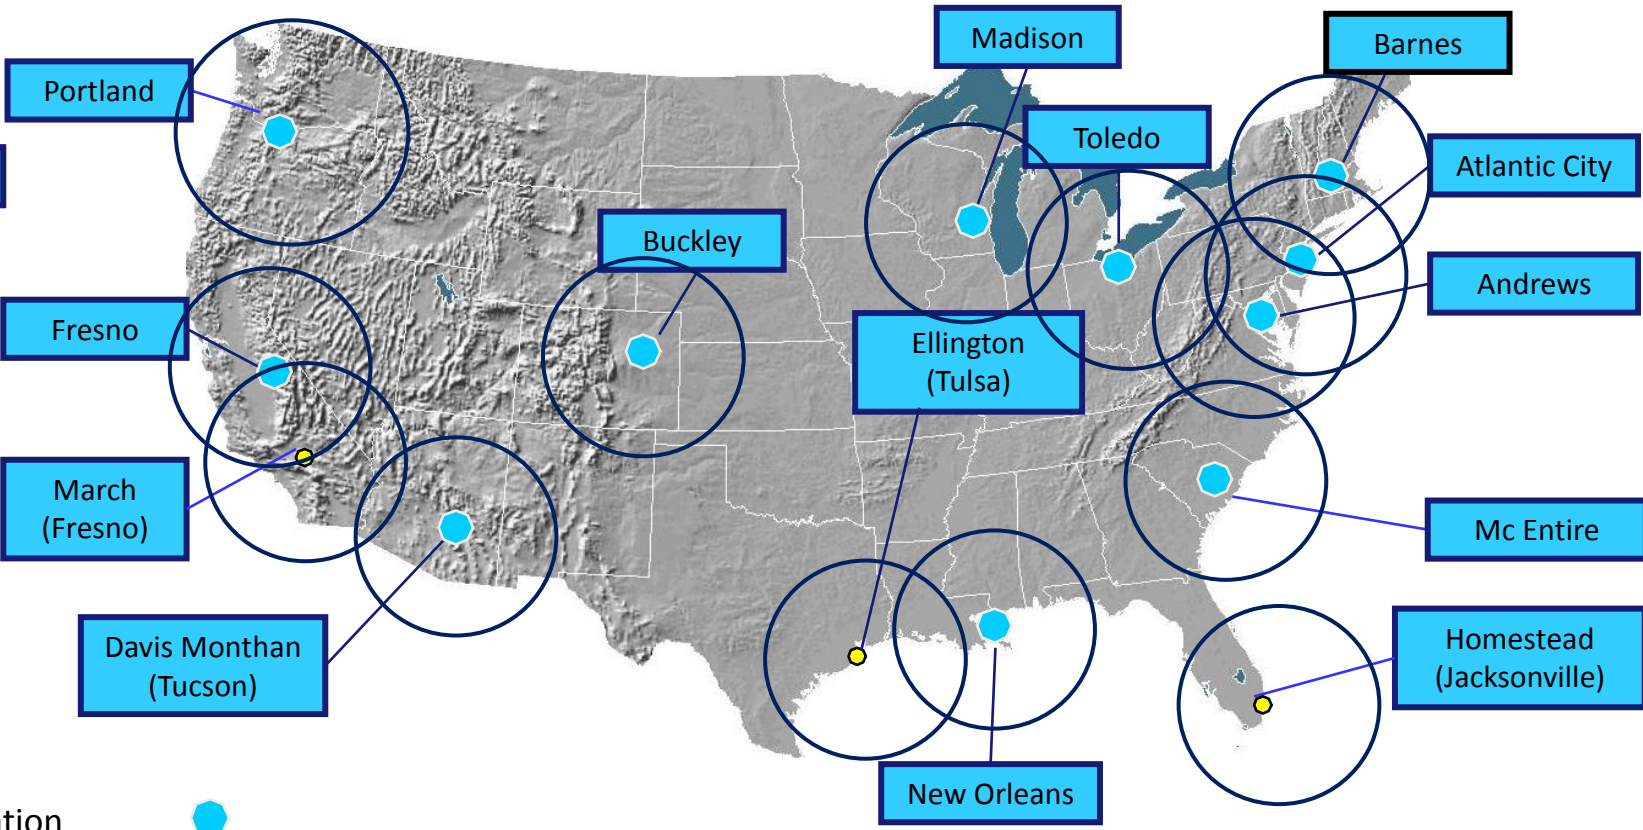 Madison
Barnes
Portland
Toledo
Atlantic City
Buckley
Andrews
Fresno
Ellington
(Tulsa)
March
(Fresno)
Mc Entire
Davis Monthan
(Tucson)
Homestead
(Jacksonville)
New Orleans